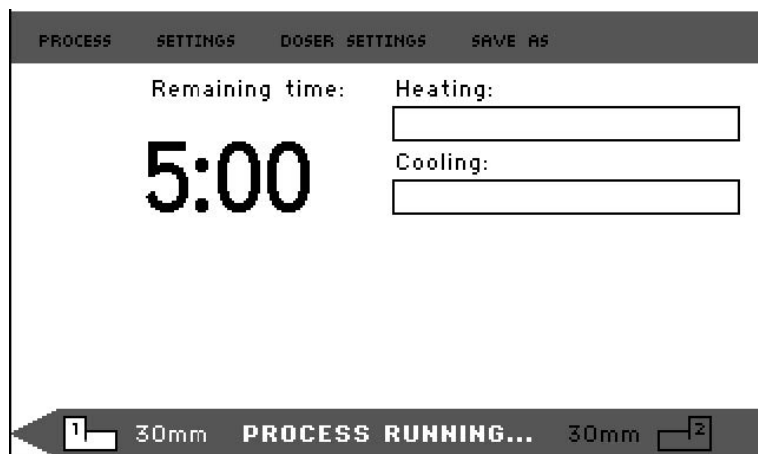 PROCESS SETTINGS DOSER SETTINGS SAVE AS
Remaining time: Heating:
5:00
Cooling:
1 30mm PROCESS RUNNING... 30mm 2